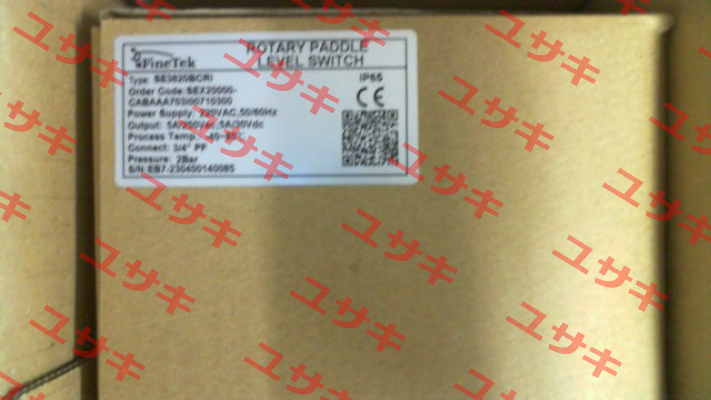 FineTek
ROTARY PADDLE
LEVEL SWITCH
Type: SE3820BCRI
IP65
Order Code: SEX20000-
CABAAA703I00710300
CE
Power Supply: 220VAC,50/60Hz
Output: 5A/250Vac,5A/30Vdc
Process Temp.:
Connect: 3/4" PF
Pressure: 2Bar
S/N:EB7-230400140085
ユサキ
ユサキ
ユサキ
ユサキ
ユサキ
ユサキ
ユサキ
ユサキ
ユサキ
ユサキ
ユサキ
ユサキ
ユサキ
ユサキ